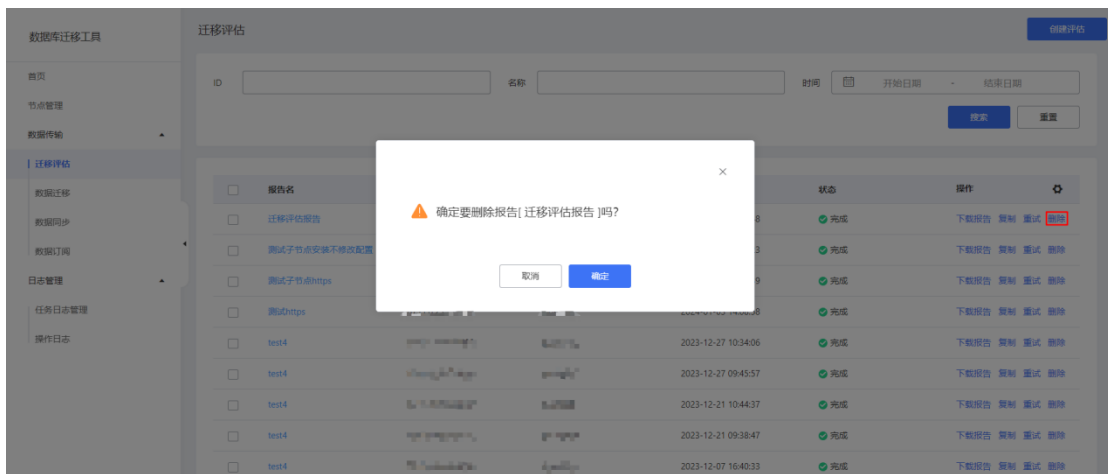 数据库迁移工具
迁移评估
创建评估
首页
节点管理
数据传输
迁移评估
数据迁移
数据同步
数据订阅
日志管理
任务日志管理
操作日志
ID
名称
时间
开始日期 - 结束日期
搜索
重置
确定要删除报告[ 迁移评估报告 ]吗?
取消 确定
报告名 状态 操作
迁移评估报告 8 完成 下载报告 复制 重试 删除
测试子节点安装不修改配置 3 完成 下载报告 复制 重试 删除
测试子节点https 9 完成 下载报告 复制 重试 删除
测试https 完成 下载报告 复制 重试 删除
test4 2023-12-27 10:34:06 完成 下载报告 复制 重试 删除
test4 2023-12-27 09:45:57 完成 下载报告 复制 重试 删除
test4 2023-12-21 10:44:37 完成 下载报告 复制 重试 删除
test4 2023-12-21 09:38:47 完成 下载报告 复制 重试 删除
test4 2023-12-07 16:40:33 完成 下载报告 复制 重试 删除